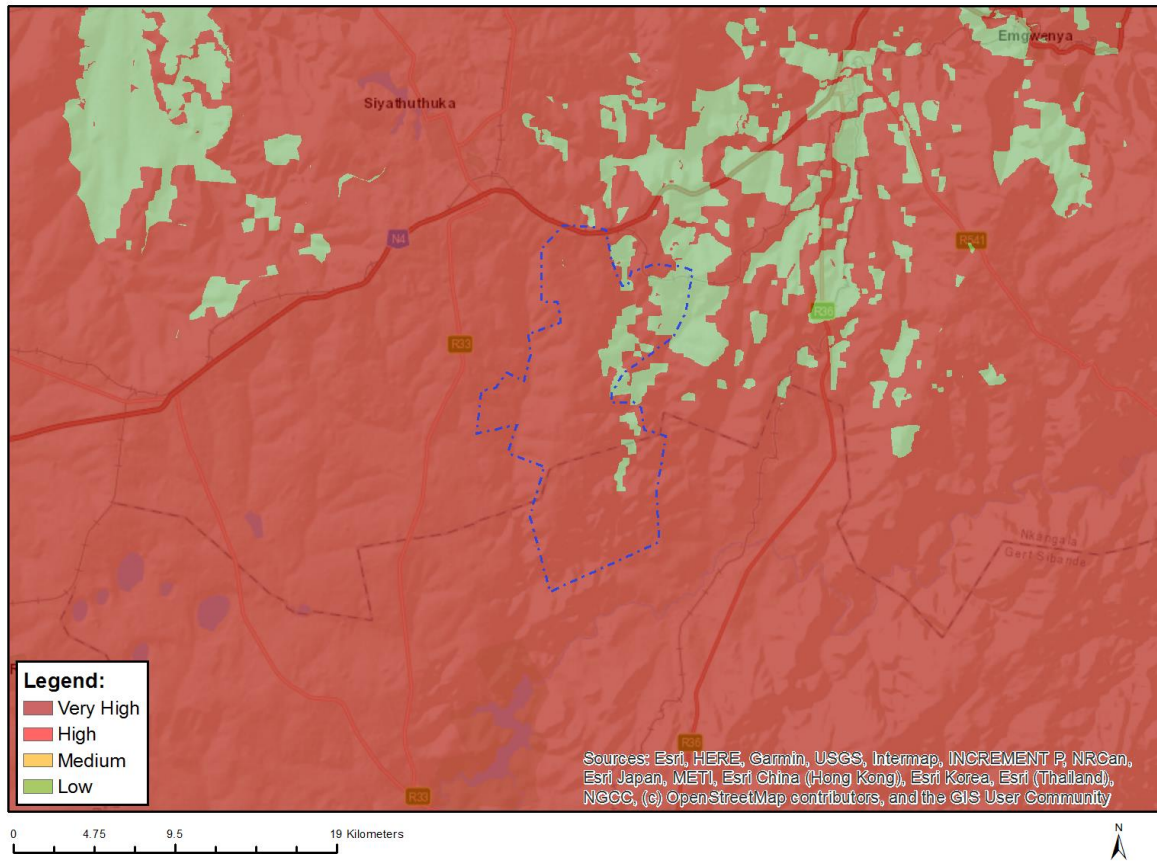 Emgwenya
Siyathuthuka
N4
R541
R36
R33
Nkangala
Gert Sibande
Legend:
Very High
High
Medium
Low
R36
R33
Sources: Esri, HERE, Garmin, USGS, Intermap, INCREMENT P, NRCan,
Esri Japan, METI, Esri China (Hong Kong), Esri Korea, Esri (Thailand),
NGCC, (c) OpenStreetMap contributors, and the GIS User Community
0 4.75 9.5 19 Kilometers
N